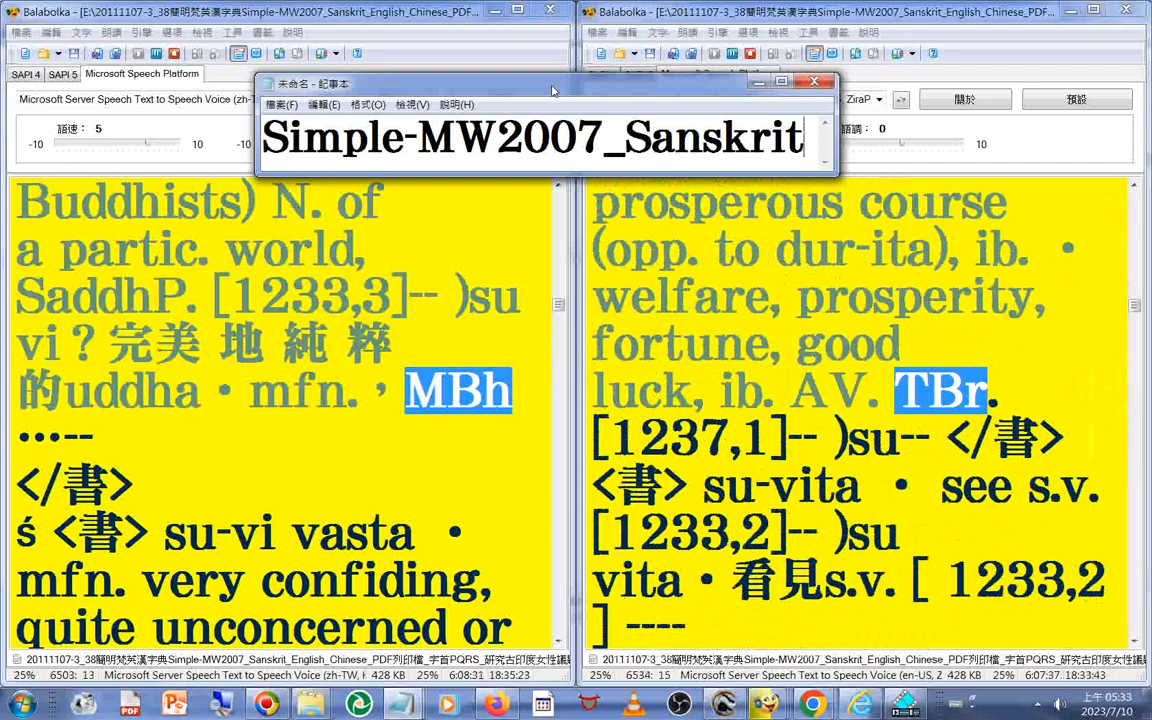 Balabolka - [E:\20111107-3_38簡明梵英漢字典Simple-MW2007_Sanskrit_English_Chinese_PDF...
檔案 編輯 文字 朗讀 引擎 選項 檢視 工具 書籤 說明
SAPI 4 SAPI 5 Microsoft Speech Platform
Microsoft Server Speech Text to Speech Voice (zh-T
語速: 5
-10 10 -10
Buddhists) N. of
a partic. world,
SaddhP. [1233,3]-- )su
vi？完美 地 純 粹
的uddha・mfn.，MBh
…--
</書>
ś <書> su-vi vasta ・
mfn. very confiding,
quite unconcerned or
25% 6503: 13 Microsoft Server Speech Text to Speech Voice (zh-TW, H 428 KB 6:08:31 18:35:23
未命名 - 記事本
檔案(F) 編輯(E) 格式(O) 檢視(V) 說明(H)
Simple-MW2007_Sanskrit
Balabolka - [E:\20111107-3_38簡明梵英漢字典Simple-MW2007_Sanskrit_English_Chinese_PDF...
ZiraP 關於 預設
語調: 0
10
prosperous course
(opp. to dur-ita), ib. ・
welfare, prosperity,
fortune, good
luck, ib. AV. TBr.
[1237,1]-- )su-- </書>
<書> su-vita ・ see s.v.
[1233,2]-- )su
vita・看見s.v. [ 1233,2
] ----
25% 6534: 15 Microsoft Server Speech Text to Speech Voice (en-US, Z 428 KB 6:07:37 18:33:43
上午 05:33
2023/7/10